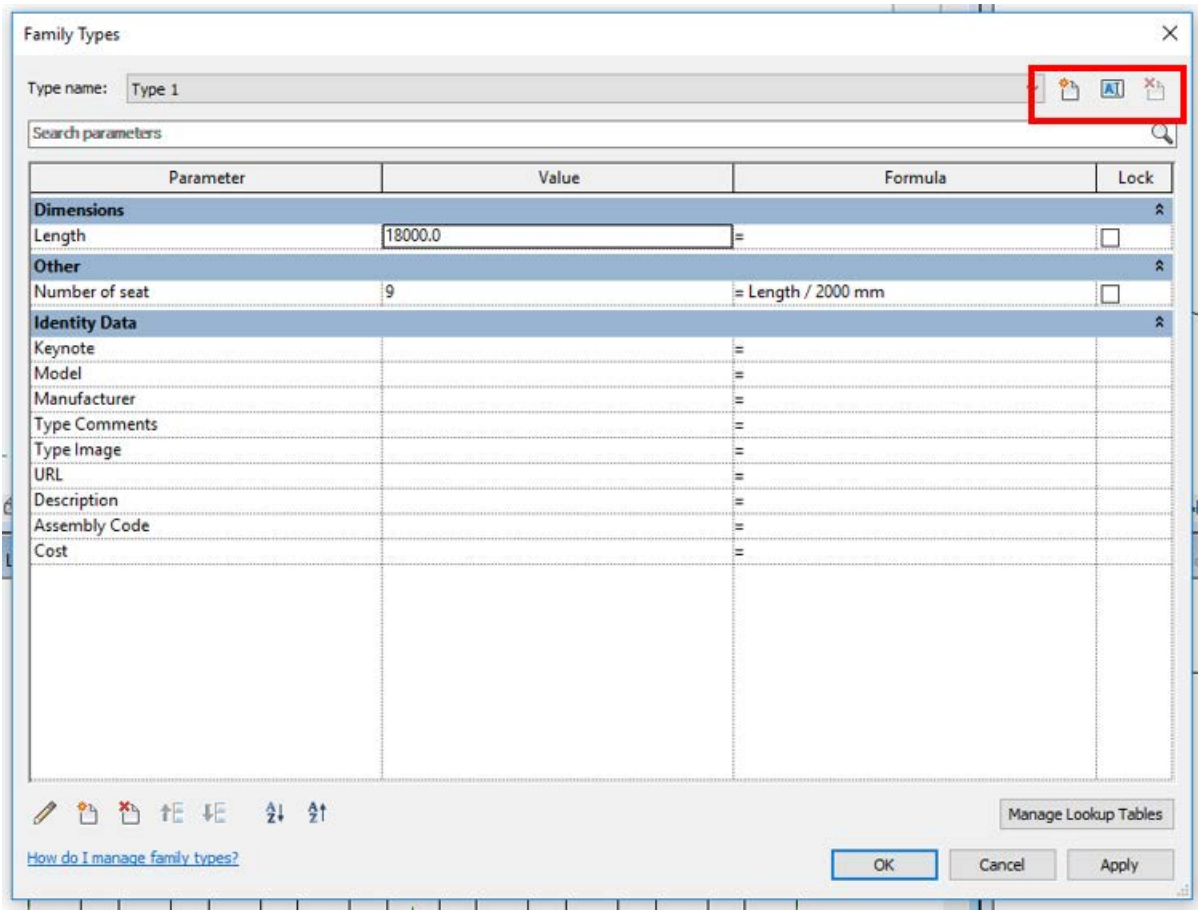 Family Types
Type name: Type 1
Search parameters
Parameter Value Formula Lock
Dimensions
Length 18000.0 =
Other
Number of seat 9 = Length / 2000 mm
Identity Data
Keynote =
Model =
Manufacturer =
Type Comments =
Type Image =
URL =
Description =
Assembly Code =
Cost =
Manage Lookup Tables
How do I manage family types?
OK Cancel Apply